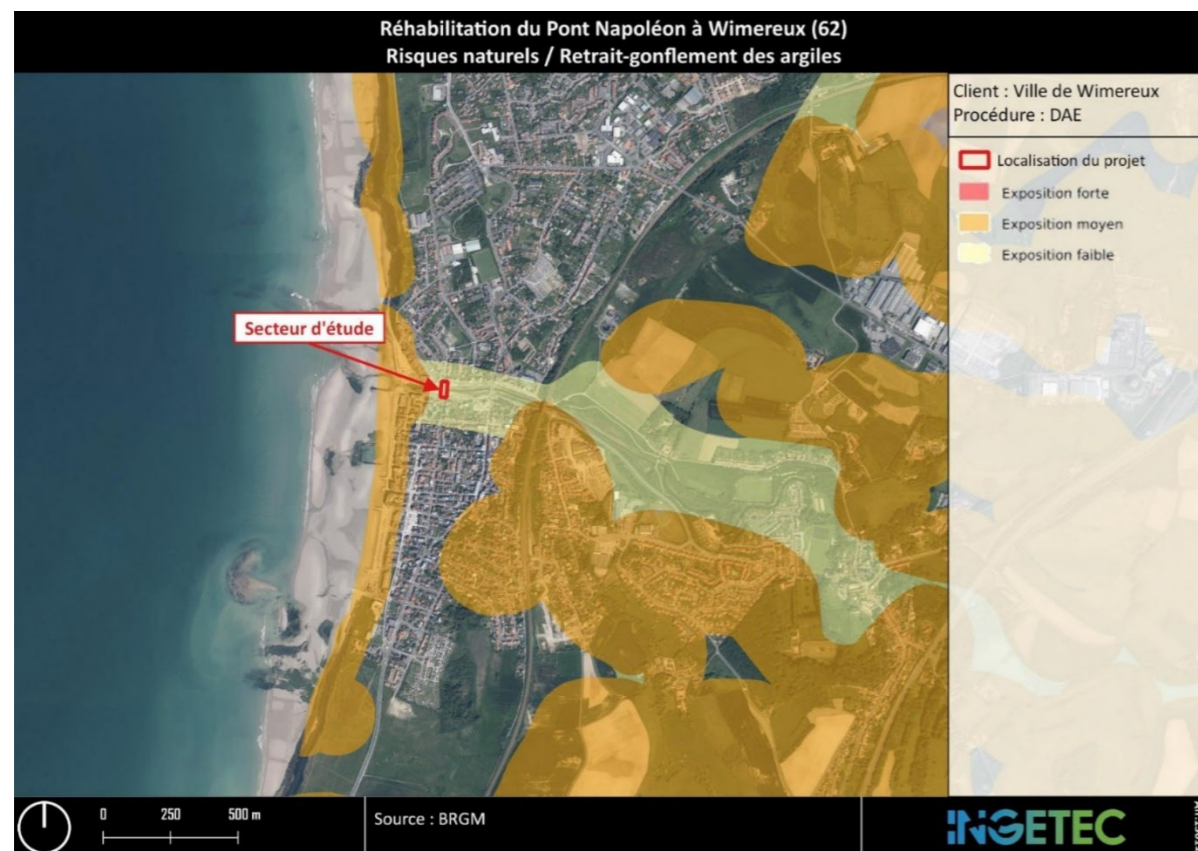 Réhabilitation du Pont Napoléon à Wimereux (62)
Risques naturels / Retrait-gonflement des argiles
Client : Ville de Wimereux
Procédure : DAE
Localisation du projet
Exposition forte
Exposition moyen
Exposition faible
Secteur d'étude
0 250 500 m
Source : BRGM
INGETEC